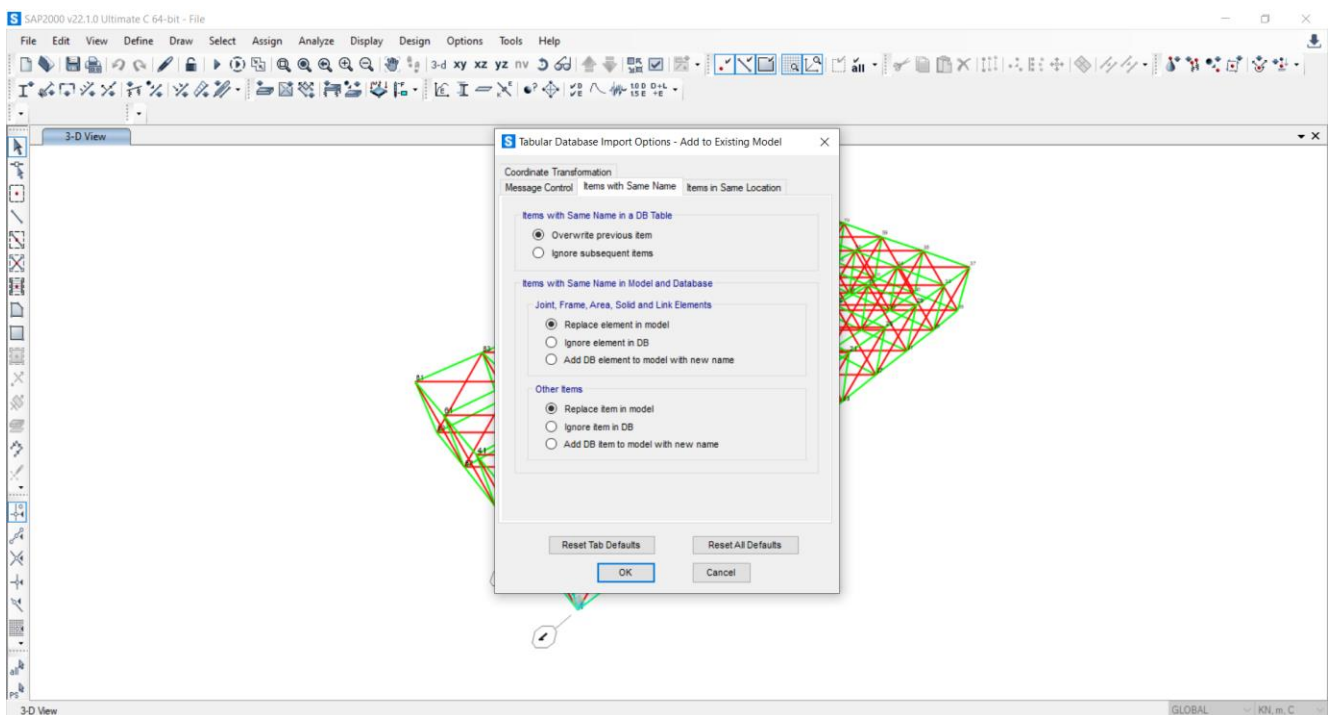 SAP2000 v22.1.0 Ultimate C 64-bit - File
File Edit View Define Draw Select Assign Analyze Display Design Options Tools Help
3-d xy xz yz nv
all
3-D View
Tabular Database Import Options - Add to Existing Model
Coordinate Transformation
Message Control Items with Same Name Items in Same Location
Items with Same Name in a DB Table
Overwrite previous item
Ignore subsequent items
Items with Same Name in Model and Database
Joint, Frame, Area, Solid and Link Elements
Replace element in model
Ignore element in DB
Add DB element to model with new name
Other Items
Replace item in model
Ignore item in DB
Add DB item to model with new name
Reset Tab Defaults Reset All Defaults
OK Cancel
all
PS
3-D View GLOBAL KN, m, C